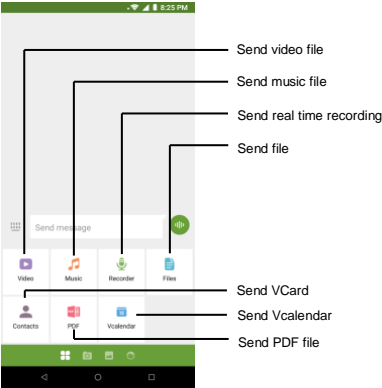 8:25 PM
Send video file
Send music file
Send real time recording
Send file
Send message
Video Music Recorder Files
Send VCard
Send Vcalendar
Contacts PDF Vcalendar
Send PDF file